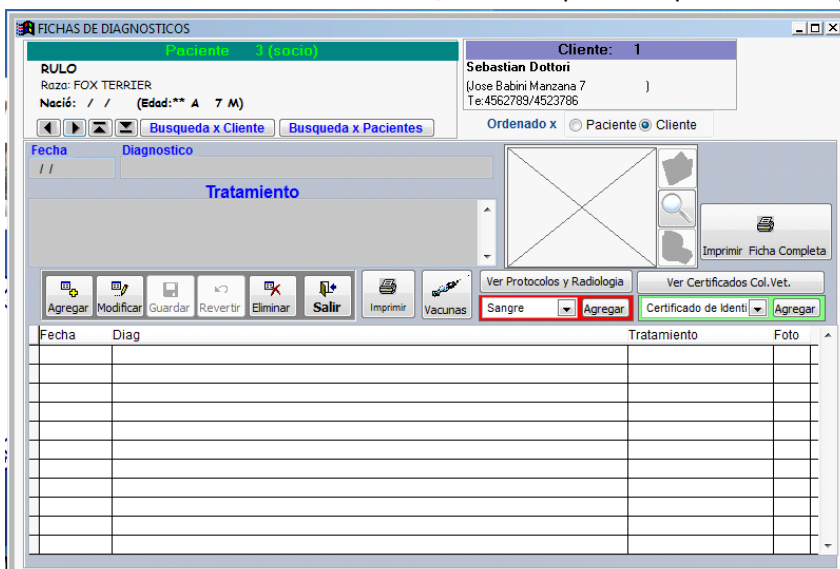 FICHAS DE DIAGNOSTICOS
Paciente 3 (socio)
RULO
Raza: FOX TERRIER
Nació: / / (Edad:** A 7 M)
Busqueda x Cliente Busqueda x Pacientes
Cliente: 1
Sebastian Dottori
(Jose Babini Manzana 7 )
Te:4562789/4523786
Ordenado x Paciente Cliente
Fecha Diagnostico
/ /
Tratamiento
Imprimir Ficha Completa
Agregar Modificar Guardar Revertir Eliminar Salir Imprimir Vacunas
Ver Protocolos y Radiologia Ver Certificados Col.Vet.
Sangre Agregar Certificado de Identi Agregar
Fecha Diag Tratamiento Foto